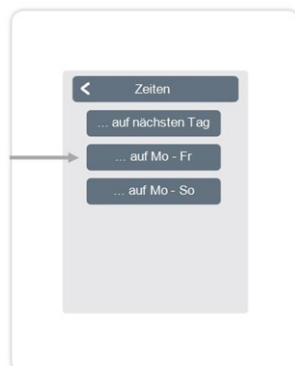 Zeiten
... auf nächsten Tag
... auf Mo - Fr
... auf Mo - So